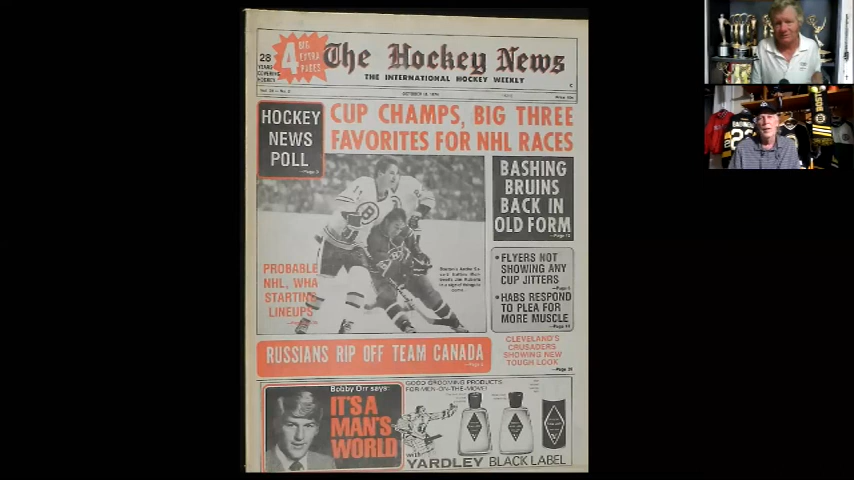 4 BIG
EXTRA
PAGES
28
YEARS
COVERING
HOCKEY
The Hockey News
THE INTERNATIONAL HOCKEY WEEKLY
HOCKEY
NEWS
POLL
CUP CHAMPS, BIG THREE
FAVORITES FOR NHL RACES
BASHING
BRUINS
BACK IN
OLD FORM
PROBABLE
NHL, WHA
STARTING
LINEUPS
• FLYERS NOT
SHOWING ANY
CUP JITTERS
• HABS RESPOND
TO PLEA FOR
MORE MUSCLE
RUSSIANS RIP OFF TEAM CANADA
CLEVELAND'S
CRUSADERS
SHOWING NEW
TOUGH LOOK
Bobby Orr says:
IT'S A
MAN'S
WORLD
GOOD GROOMING PRODUCTS
FOR MEN-ON-THE-MOVE!
YARDLEY BLACK LABEL